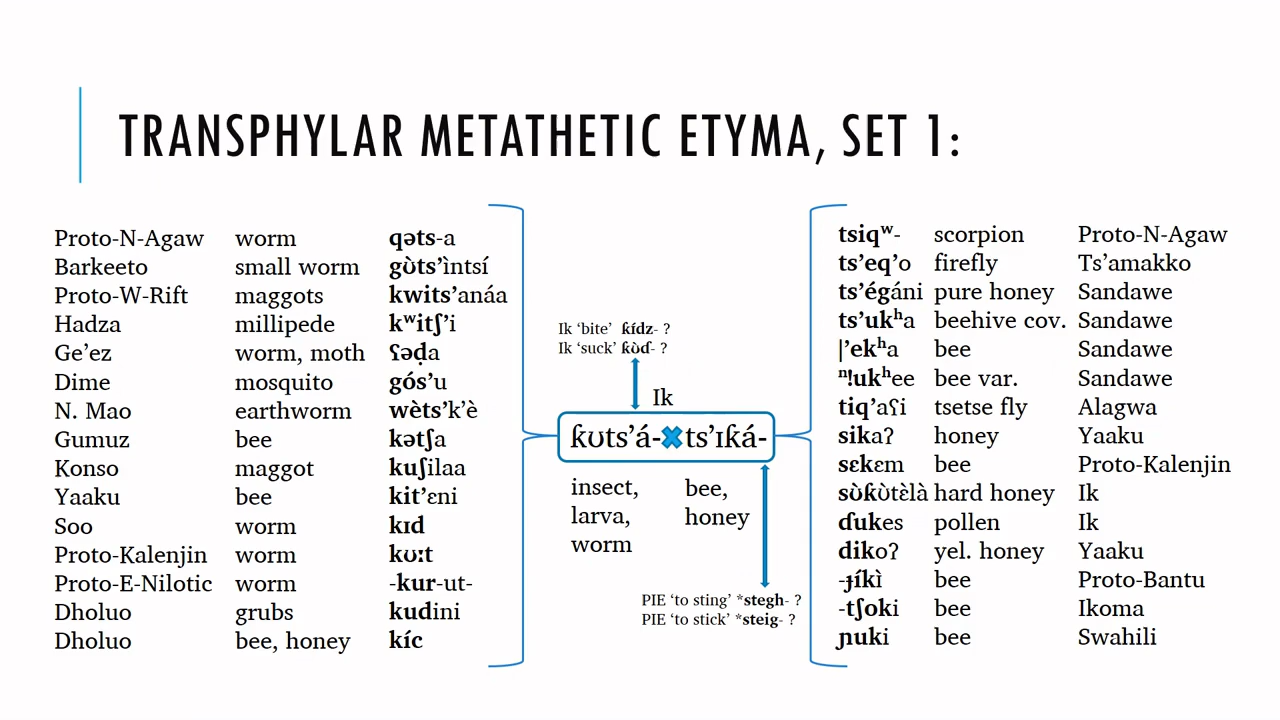 TRANSPHYLAR METATHETIC ETYMA, SET 1:
Proto-N-Agaw worm qəts-a
Barkeeto small worm gʊ̀ts’ìntsí
Proto-W-Rift maggots kwits’anáa
Hadza millipede kʷitʃ’i
Ge’ez worm, moth ʕəḍa
Dime mosquito gós’u
N. Mao earthworm wèts’k’è
Gumuz bee kətʃa
Konso maggot kuʃilaa
Yaaku bee kit’ɛni
Soo worm kɪd
Proto-Kalenjin worm kʊːt
Proto-E-Nilotic worm -kur-ut-
Dholuo grubs kudini
Dholuo bee, honey kíc
Ik ‘bite’ ƙídz- ?
Ik ‘suck’ ƙʊ̀ɗ- ?
Ik
ƙʊts’á- ts’ɪƙá-
insect, larva, worm
bee, honey
PIE ‘to sting’ *stegh- ?
PIE ‘to stick’ *steig- ?
tsiqʷ- scorpion Proto-N-Agaw
ts’eq’o firefly Ts’amakko
ts’égáni pure honey Sandawe
ts’ukʰa beehive cov. Sandawe
|’ekʰa bee Sandawe
ⁿ!ukʰee bee var. Sandawe
tiq’aʕi tsetse fly Alagwa
sikaʔ honey Yaaku
sɛkɛm bee Proto-Kalenjin
sʊ̀ƙʊ̀tɛ̀là hard honey Ik
ɗukes pollen Ik
dikoʔ yel. honey Yaaku
-ɟíkì bee Proto-Bantu
-tʃoki bee Ikoma
ɲuki bee Swahili